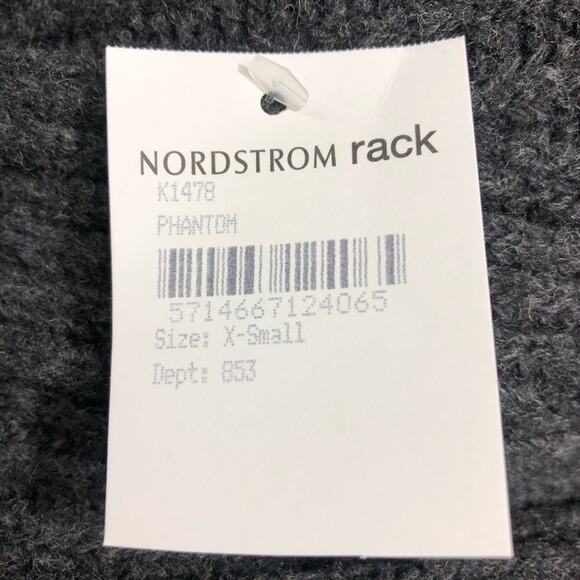 NORDSTROM rack
K1478
PHANTOM
5714667124065
Size: X-Small
Dept: 853